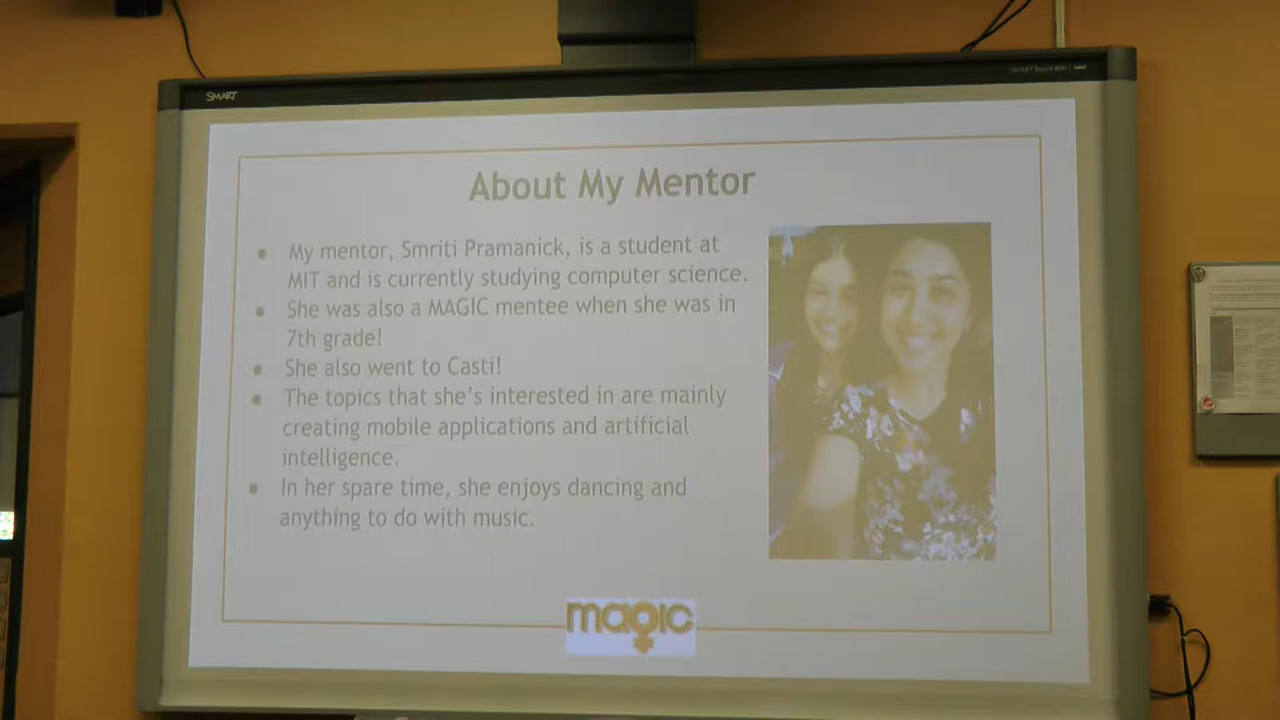 SMART
About My Mentor
My mentor, Smriti Pramanick, is a student at
MIT and is currently studying computer science.
She was also a MAGIC mentee when she was in
7th grade!
She also went to Casti!
The topics that she's interested in are mainly
creating mobile applications and artificial
intelligence.
In her spare time, she enjoys dancing and
anything to do with music.
magic